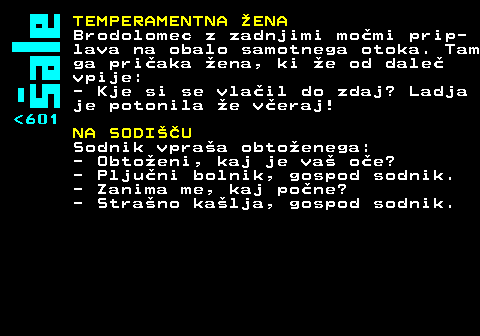 šale
TEMPERAMENTNA ŽENA
Brodolomec z zadnjimi močmi prip-
lava na obalo samotnega otoka. Tam
ga pričaka žena, ki že od daleč
vpije:
- Kje si se vlačil do zdaj? Ladja
je potonila že včeraj!
<601
NA SODIŠČU
Sodnik vpraša obtoženega:
- Obtoženi, kaj je vaš oče?
- Pljučni bolnik, gospod sodnik.
- Zanima me, kaj počne?
- Strašno kašlja, gospod sodnik.